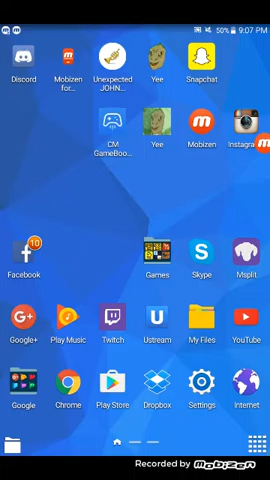 50% 9:07 PM
Discord
Mobizen for...
Unexpected JOHN...
Yee
Snapchat
CM GameBoo...
Yee
Mobizen
Instagra
10
Facebook
Games
Skype
Msplit
Google+
Play Music
Twitch
Ustream
My Files
YouTube
Google
Chrome
Play Store
Dropbox
Settings
Internet
Recorded by mobizen